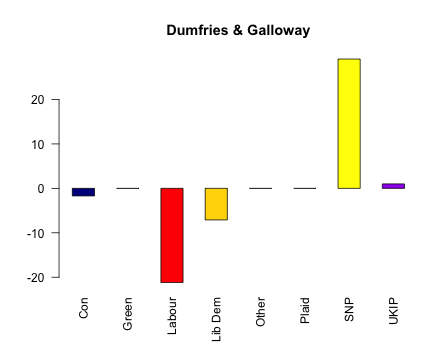 Dumfries & Galloway
20
10
0
-10
-20
Con
Green
Labour
Lib Dem
Other
Plaid
SNP
UKIP